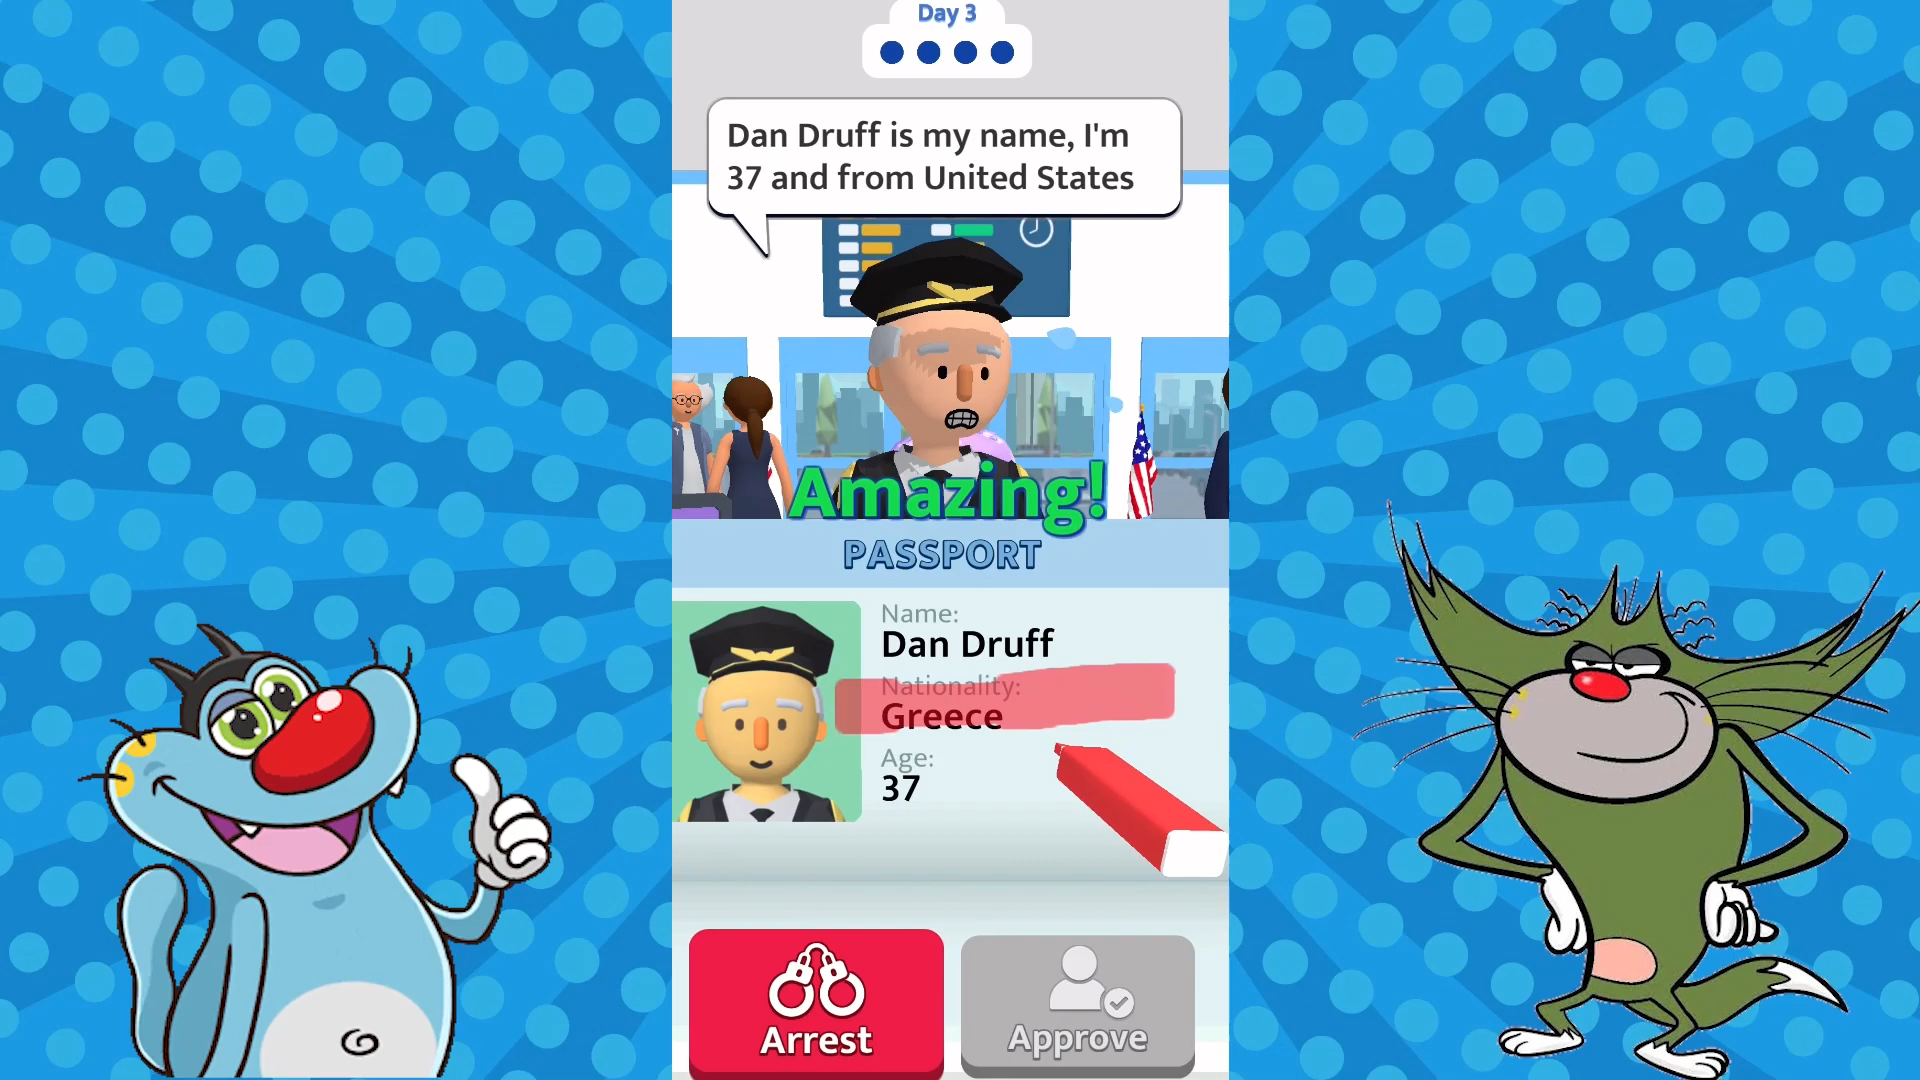 Day 3
Dan Druff is my name, I'm
37 and from United States
Amazing!
PASSPORT
Name:
Dan Druff
Nationality:
Greece
Age:
37
Arrest
Approve